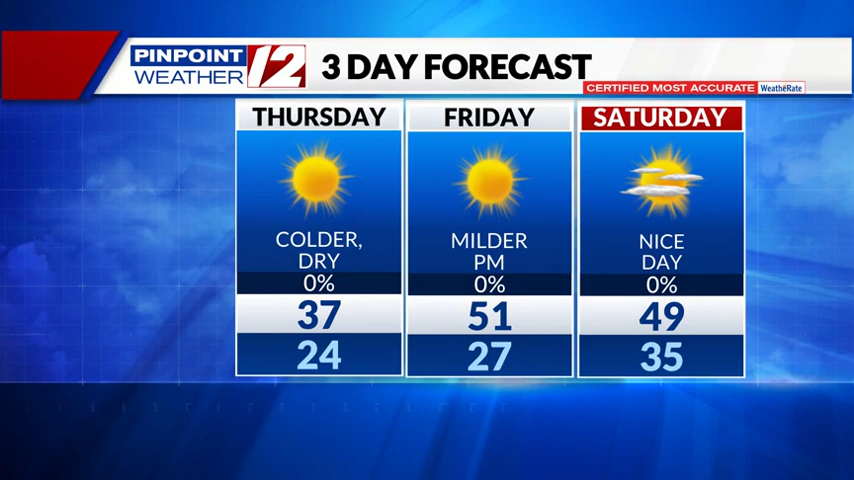 PINPOINT
WEATHER 12
3 DAY FORECAST
CERTIFIED MOST ACCURATE WeatheRate
THURSDAY
COLDER,
DRY
0%
37
24
FRIDAY
MILDER
PM
0%
51
27
SATURDAY
NICE
DAY
0%
49
35